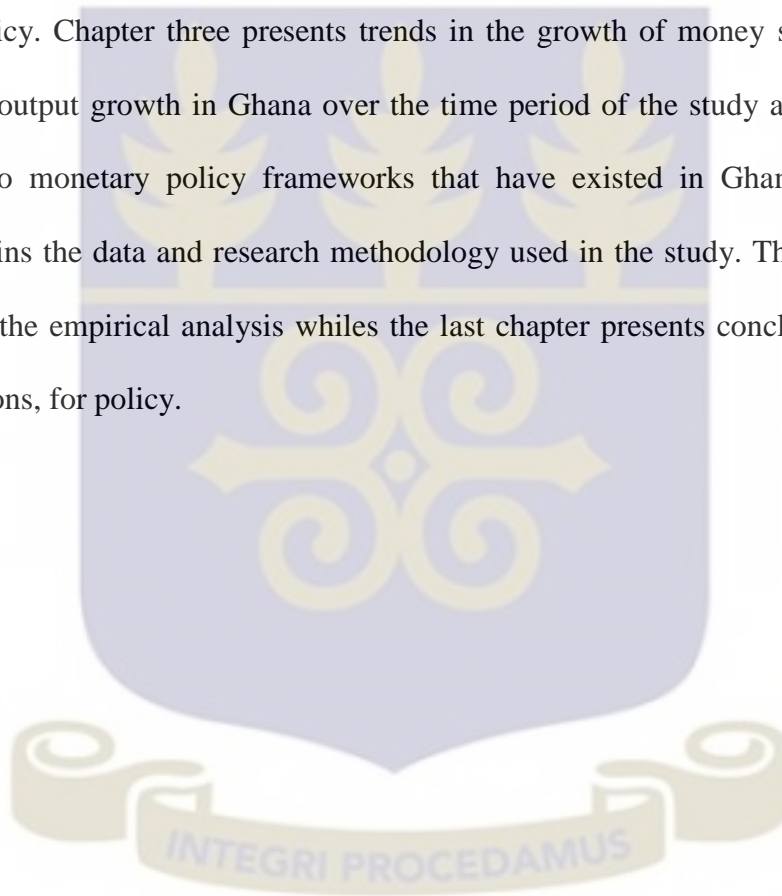 icy. Chapter three presents trends in the growth of money s
output growth in Ghana over the time period of the study a
o monetary policy frameworks that have existed in Ghan
ins the data and research methodology used in the study. Th
the empirical analysis whiles the last chapter presents concl
ons, for policy.
INTEGRI PROCEDAMUS